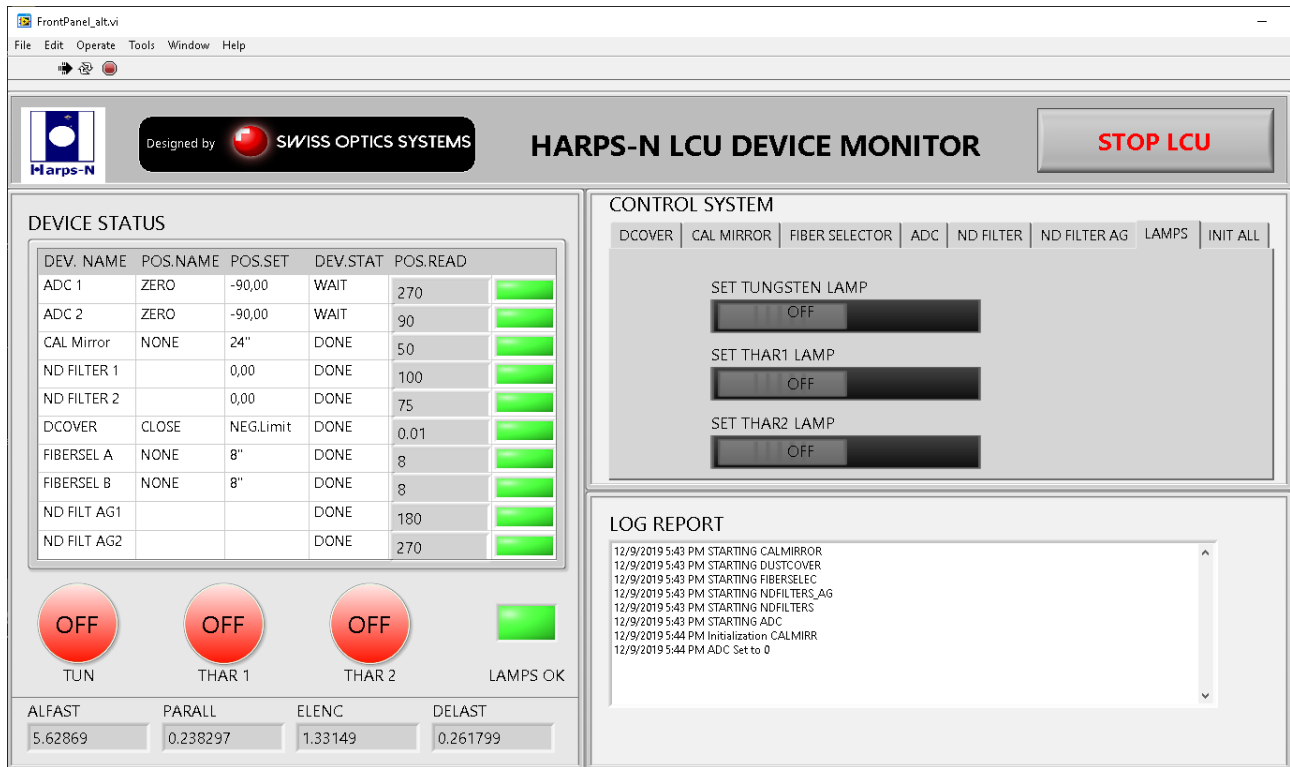 FrontPanel_alt.vi
File Edit Operate Tools Window Help
Harps-N
Designed by SWISS OPTICS SYSTEMS
HARPS-N LCU DEVICE MONITOR
STOP LCU
DEVICE STATUS
DEV. NAME POS.NAME POS.SET DEV.STAT POS.READ
ADC 1 ZERO -90,00 WAIT 270
ADC 2 ZERO -90,00 WAIT 90
CAL Mirror NONE 24" DONE 50
ND FILTER 1 0,00 DONE 100
ND FILTER 2 0,00 DONE 75
DCOVER CLOSE NEG.Limit DONE 0.01
FIBERSEL A NONE 8" DONE 8
FIBERSEL B NONE 8" DONE 8
ND FILT AG1 DONE 180
ND FILT AG2 DONE 270
OFF OFF OFF
TUN THAR 1 THAR 2 LAMPS OK
ALFAST PARALL ELENC DELAST
5.62869 0.238297 1.33149 0.261799
CONTROL SYSTEM
DCOVER CAL MIRROR FIBER SELECTOR ADC ND FILTER ND FILTER AG LAMPS INIT ALL
SET TUNGSTEN LAMP
OFF
SET THAR1 LAMP
OFF
SET THAR2 LAMP
OFF
LOG REPORT
12/9/2019 5:43 PM STARTING CALMIRROR
12/9/2019 5:43 PM STARTING DUSTCOVER
12/9/2019 5:43 PM STARTING FIBERSELEC
12/9/2019 5:43 PM STARTING NDFILTERS_AG
12/9/2019 5:43 PM STARTING NDFILTERS
12/9/2019 5:43 PM STARTING ADC
12/9/2019 5:44 PM Initialization CALMIRR
12/9/2019 5:44 PM ADC Set to 0